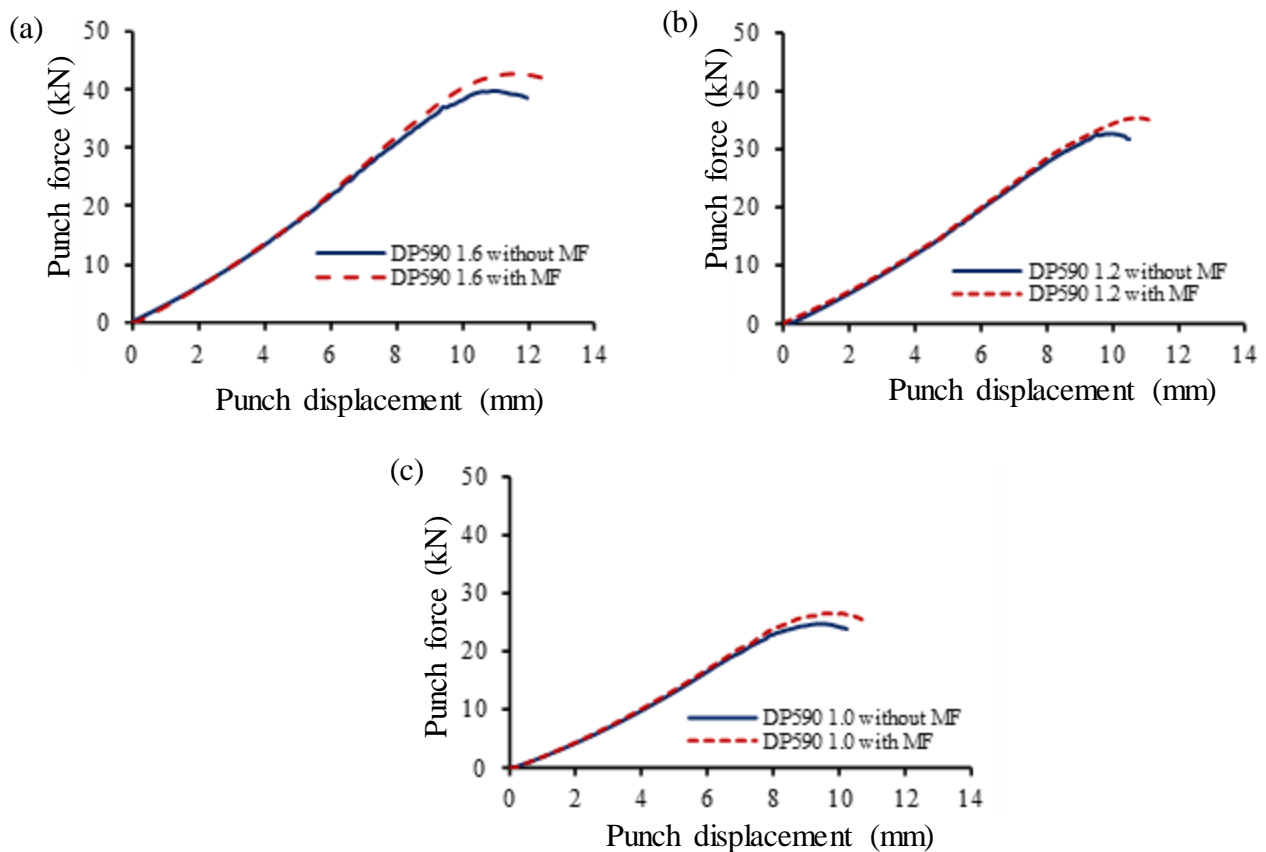 (a)
Punch force (kN)
50
40
30
20
10
0
0 2 4 6 8 10 12 14
DP590 1.6 without MF
DP590 1.6 with MF
Punch displacement (mm)
(b)
Punch force (kN)
50
40
30
20
10
0
0 2 4 6 8 10 12 14
DP590 1.2 without MF
DP590 1.2 with MF
Punch displacement (mm)
(c)
Punch force (kN)
50
40
30
20
10
0
0 2 4 6 8 10 12 14
DP590 1.0 without MF
DP590 1.0 with MF
Punch displacement (mm)